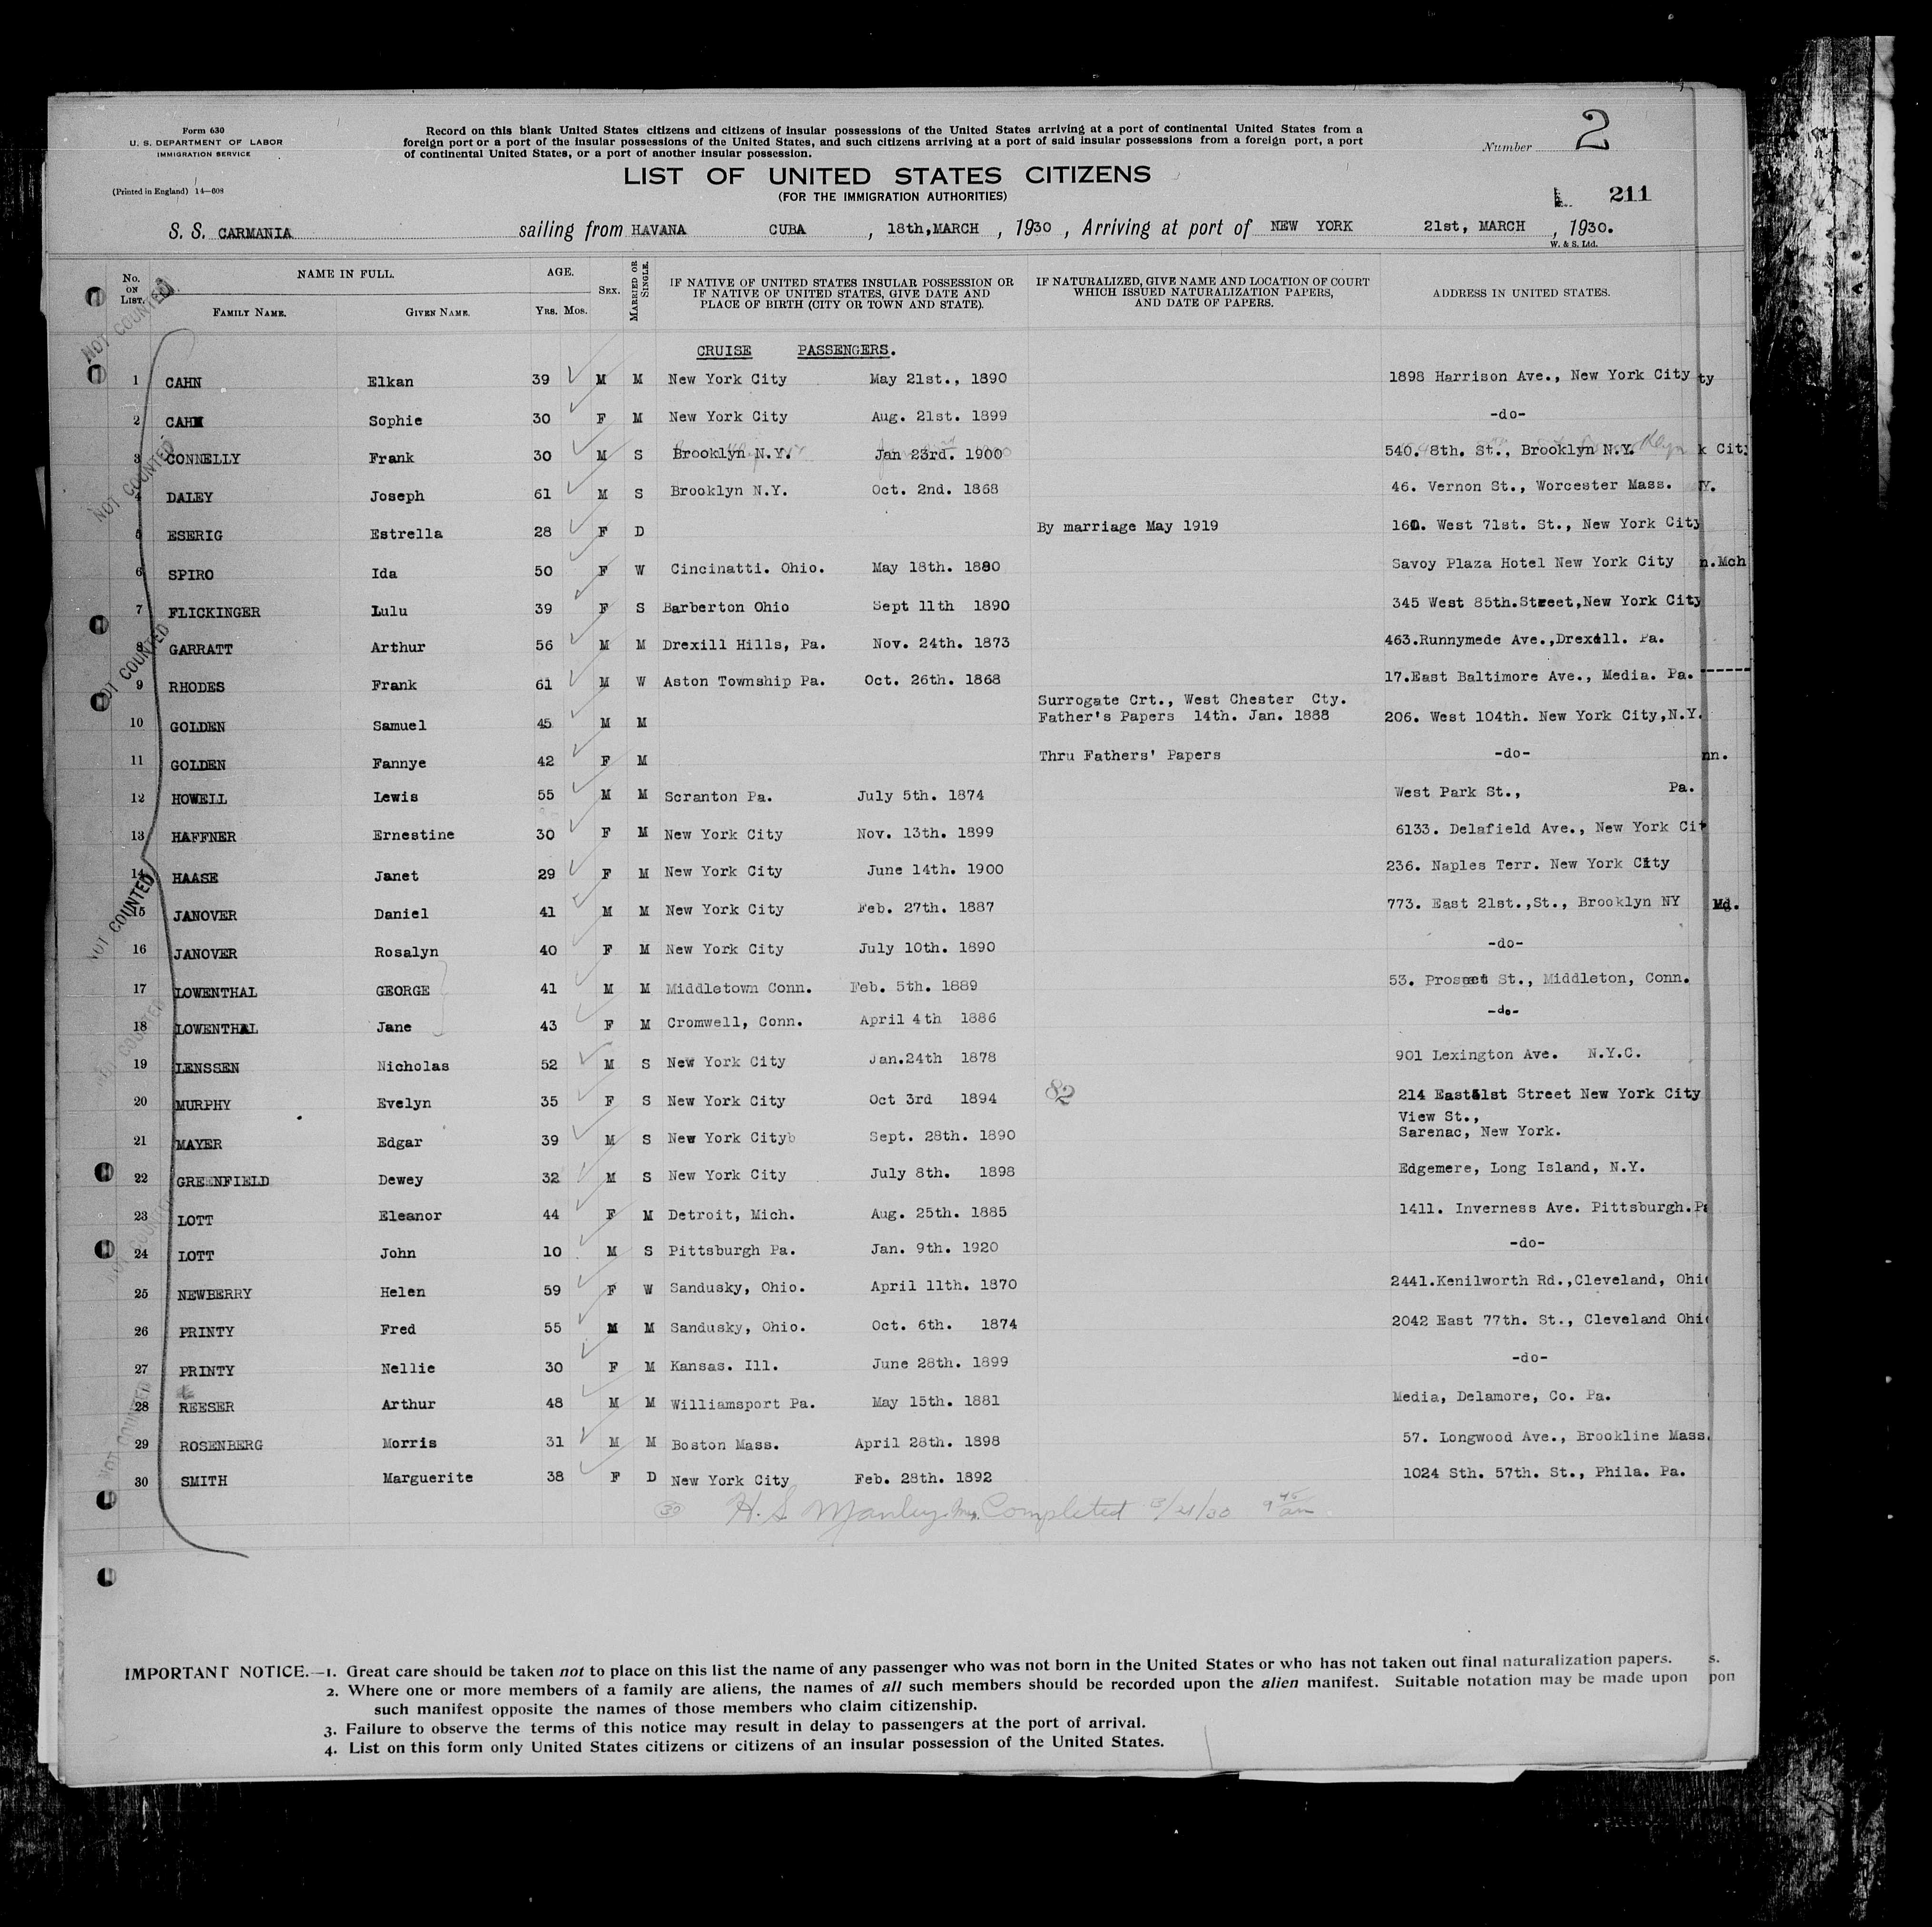 Form 630
U. S. DEPARTMENT OF LABOR
IMMIGRATION SERVICE
(Printed in England) 14—608
Record on this blank United States citizens and citizens of insular possessions of the United States arriving at a port of continental United States from a
foreign port or a port of the insular possessions of the United States, and such citizens arriving at a port of said insular possessions from a foreign port, a port
of continental United States, or a port of another insular possession.
Number 2
LIST OF UNITED STATES CITIZENS
(FOR THE IMMIGRATION AUTHORITIES)
211
S. S. CARMANIA sailing from HAVANA CUBA , 18th,MARCH , 1930 , Arriving at port of NEW YORK 21st, MARCH , 1930.
W. & S. Ltd.
No. ON LIST. NAME IN FULL. FAMILY NAME. GIVEN NAME. AGE. YRS. MOS. SEX. MARRIED OR SINGLE. IF NATIVE OF UNITED STATES INSULAR POSSESSION OR IF NATIVE OF UNITED STATES, GIVE DATE AND PLACE OF BIRTH (CITY OR TOWN AND STATE). IF NATURALIZED, GIVE NAME AND LOCATION OF COURT WHICH ISSUED NATURALIZATION PAPERS, AND DATE OF PAPERS. ADDRESS IN UNITED STATES.
CRUISE PASSENGERS.
1 CAHN Elkan 39 M M New York City May 21st., 1890 1898 Harrison Ave., New York City ty
2 CAHN Sophie 30 F M New York City Aug. 21st. 1899 -do-
3 CONNELLY Frank 30 M S Brooklyn N.Y. Jan 23rd. 1900 540. 8th. St., Brooklyn N.Y. k City
4 DALEY Joseph 61 M S Brooklyn N.Y. Oct. 2nd. 1868 46. Vernon St., Worcester Mass. Y.
5 ESERIG Estrella 28 F D By marriage May 1919 West 71st. St., New York City
6 SPIRO Ida 50 F W Cincinatti. Ohio. May 18th. 1880 Savoy Plaza Hotel New York City n.Mch
7 FLICKINGER Lulu 39 F S Barberton Ohio Sept 11th 1890 345 West 85th.Street,New York City
8 GARRATT Arthur 56 M M Drexill Hills, Pa. Nov. 24th. 1873 463.Runnymede Ave.,Drexill. Pa.
9 RHODES Frank 61 M W Aston Township Pa. Oct. 26th. 1868 17.East Baltimore Ave., Media. Pa. ------
Surrogate Crt., West Chester Cty.
10 GOLDEN Samuel 45 M M Father's Papers 14th. Jan. 1888 206. West 104th. New York City,N.Y.
11 GOLDEN Fannye 42 F M Thru Fathers' Papers -do- nn.
12 HOWELL Lewis 55 M M Scranton Pa. July 5th. 1874 West Park St., Pa.
13 HAFFNER Ernestine 30 F M New York City Nov. 13th. 1899 6133. Delafield Ave., New York Cit
14 HAASE Janet 29 F M New York City June 14th. 1900 236. Naples Terr. New York City
15 JANOVER Daniel 41 M M New York City Feb. 27th. 1887 773. East 21st.,St., Brooklyn NY Md.
16 JANOVER Rosalyn 40 F M New York City July 10th. 1890 -do-
17 LOWENTHAL GEORGE 41 M M Middletown Conn. Feb. 5th. 1889 53. Prospect St., Middleton, Conn.
18 LOWENTHAL Jane 43 F M Cromwell, Conn. April 4th 1886 -do-
19 LENSSEN Nicholas 52 M S New York City Jan.24th 1878 901 Lexington Ave. N.Y.C.
20 MURPHY Evelyn 35 F S New York City Oct 3rd 1894 82 214 East51st Street New York City
View St.,
21 MAYER Edgar 39 M S New York Cityb Sept. 28th. 1890 Sarenac, New York.
22 GREENFIELD Dewey 32 M S New York City July 8th. 1898 Edgemere, Long Island, N.Y.
23 LOTT Eleanor 44 F M Detroit, Mich. Aug. 25th. 1885 1411. Inverness Ave. Pittsburgh.Pa
24 LOTT John 10 M S Pittsburgh Pa. Jan. 9th. 1920 -do-
25 NEWBERRY Helen 59 F W Sandusky, Ohio. April 11th. 1870 2441.Kenilworth Rd.,Cleveland, Ohio
26 PRINTY Fred 55 M M Sandusky, Ohio. Oct. 6th. 1874 2042 East 77th. St., Cleveland Ohio
27 PRINTY Nellie 30 F M Kansas. Ill. June 28th. 1899 -do-
28 REESER Arthur 48 M M Williamsport Pa. May 15th. 1881 Media, Delamore, Co. Pa.
29 ROSENBERG Morris 31 M M Boston Mass. April 28th. 1898 57. Longwood Ave., Brookline Mass.
30 SMITH Marguerite 38 F D New York City Feb. 28th. 1892 1024 Sth. 57th. St., Phila. Pa.
30 H. S. Manley Completed 3/21/30 9 45 am
NOT COUNTED
NOT COUNTED
NOT COUNTED
NOT COUNTED
NOT COUNTED
NOT COUNTED
NOT COUNTED
IMPORTANT NOTICE.—1. Great care should be taken not to place on this list the name of any passenger who was not born in the United States or who has not taken out final naturalization papers. s.
2. Where one or more members of a family are aliens, the names of all such members should be recorded upon the alien manifest. Suitable notation may be made upon pon
such manifest opposite the names of those members who claim citizenship.
3. Failure to observe the terms of this notice may result in delay to passengers at the port of arrival.
4. List on this form only United States citizens or citizens of an insular possession of the United States.